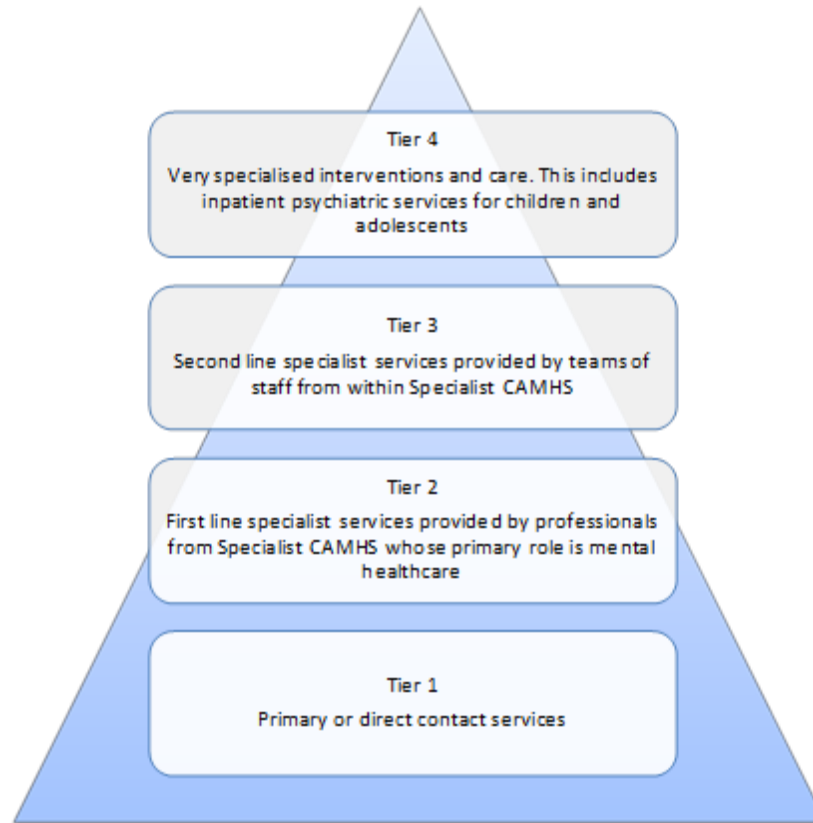 Tier 4
Very specialised interventions and care. This includes
inpatient psychiatric services for children and
adolescents
Tier 3
Second line specialist services provided by teams of
staff from within Specialist CAMHS
Tier 2
First line specialist services provided by professionals
from Specialist CAMHS whose primary role is mental
healthcare
Tier 1
Primary or direct contact services